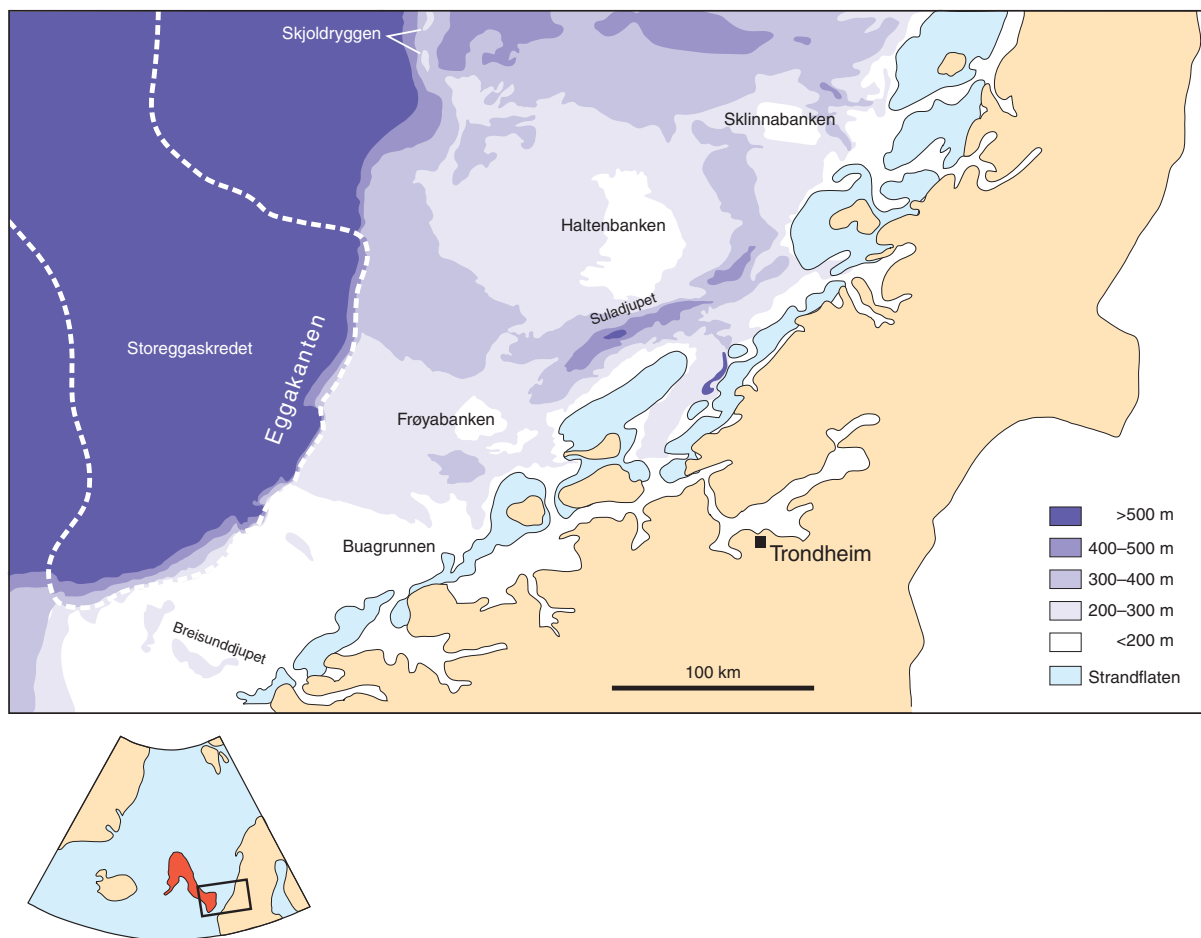 Skjoldryggen
Sklinnabanken
Haltenbanken
Suladjupet
Storeggaskredet
Eggakanten
Frøyabanken
Buagrunnen
Trondheim
Breisunddjupet
100 km
>500 m
400–500 m
300–400 m
200–300 m
<200 m
Strandflaten